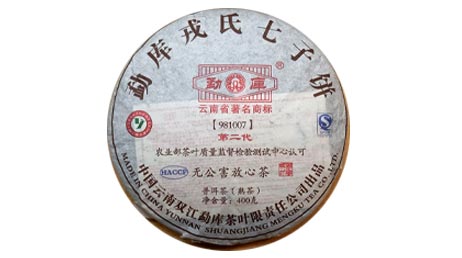 勐库戎氏七子饼
勐 库
云南省著名商标
【981007】
第二代
农业部茶叶质量监督检验测试中心认可
HACCP 无公害放心茶
普洱茶（熟茶）
净含量：400克
中国云南双江勐库茶叶有限责任公司出品
MADE IN CHINA YUNNAN SHUANGJIANG MENGKU TEA CO.LTD